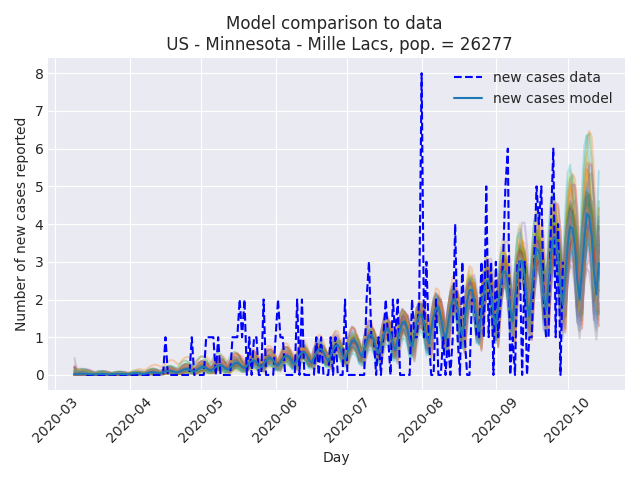 Model comparison to data
US - Minnesota - Mille Lacs, pop. = 26277
new cases data
new cases model
Number of new cases reported
8
7
6
5
4
3
2
1
0
2020-03
2020-04
2020-05
2020-06
2020-07
2020-08
2020-09
2020-10
Day